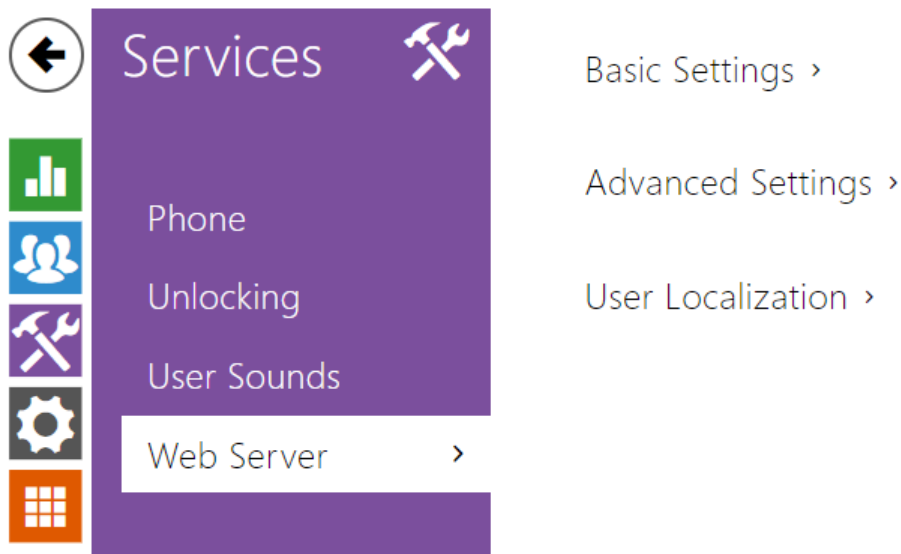 Services
Phone
Unlocking
User Sounds
Web Server
Basic Settings
Advanced Settings
User Localization